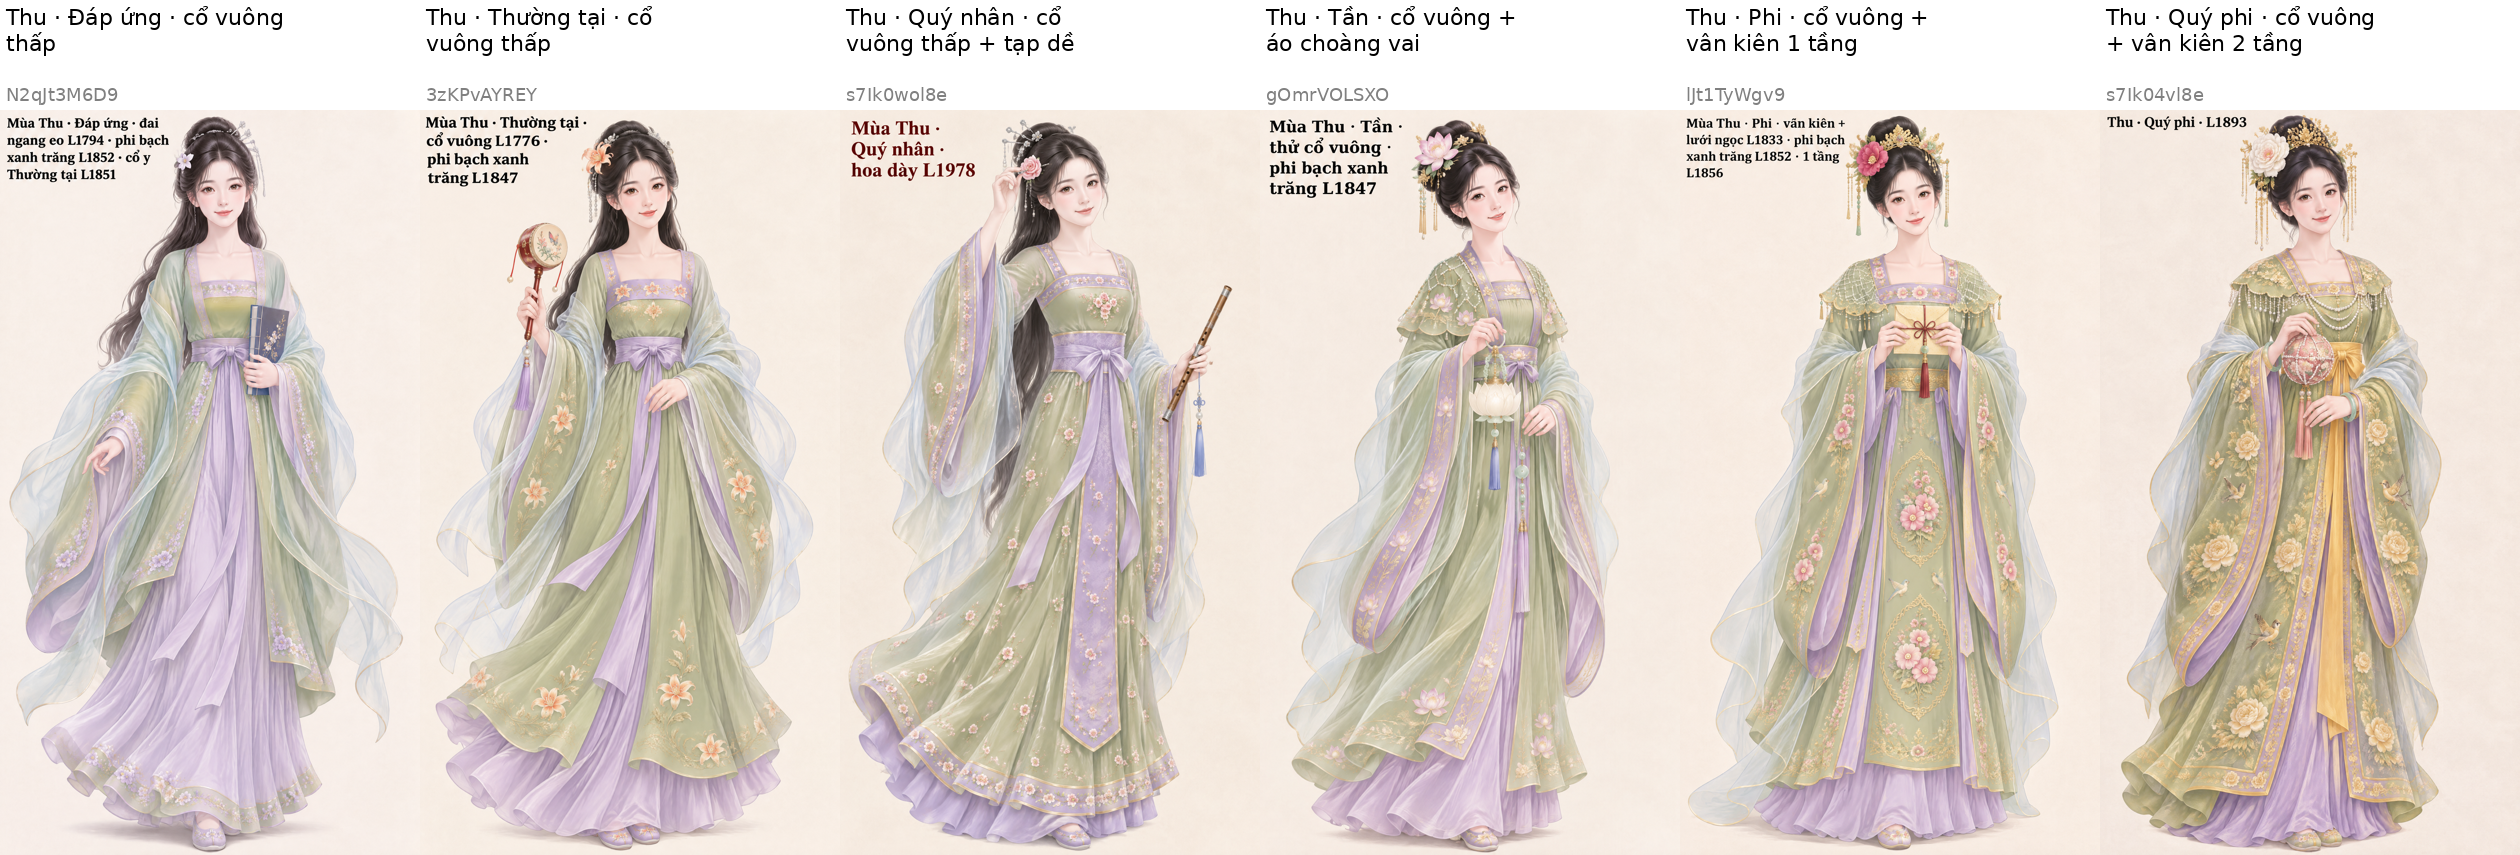 Thu · Đáp ứng · cổ vuông
thấp
N2qJt3M6D9
Mùa Thu · Đáp ứng · đai
ngang eo L1794 · phi bạch
xanh trăng L1852 · cổ y
Thường tại L1851
Thu · Thường tại · cổ
vuông thấp
3zKPvAYREY
Mùa Thu · Thường tại ·
cổ vuông L1776 ·
phi bạch xanh
trăng L1847
Thu · Quý nhân · cổ
vuông thấp + tạp dề
s7Ik0wol8e
Mùa Thu ·
Quý nhân ·
hoa dày L1978
Thu · Tần · cổ vuông +
áo choàng vai
gOmrVOLSXO
Mùa Thu · Tần ·
thử cổ vuông ·
phi bạch xanh
trăng L1847
Thu · Phi · cổ vuông +
vân kiên 1 tầng
lJt1TyWgv9
Mùa Thu · Phi · vân kiên +
lưới ngọc L1833 · phi bạch
xanh trăng L1852 · 1 tầng
L1856
Thu · Quý phi · cổ vuông
+ vân kiên 2 tầng
s7Ik04vl8e
Thu · Quý phi · L1893